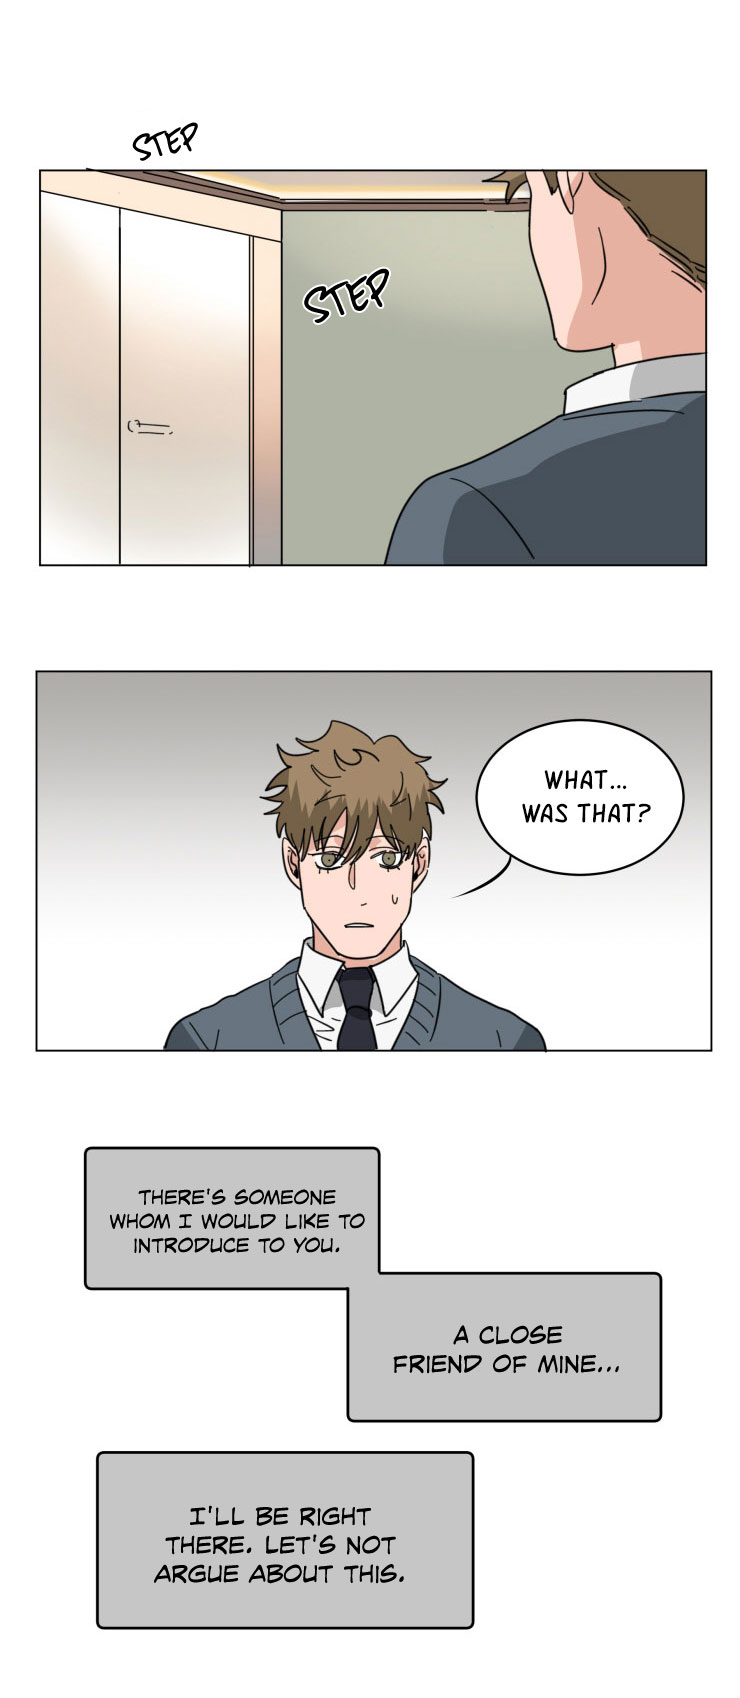 STEP
STEP
WHAT...
WAS THAT?
THERE'S SOMEONE
WHOM I WOULD LIKE TO
INTRODUCE TO YOU.
A CLOSE
FRIEND OF MINE...
I'LL BE RIGHT
THERE. LET'S NOT
ARGUE ABOUT THIS.